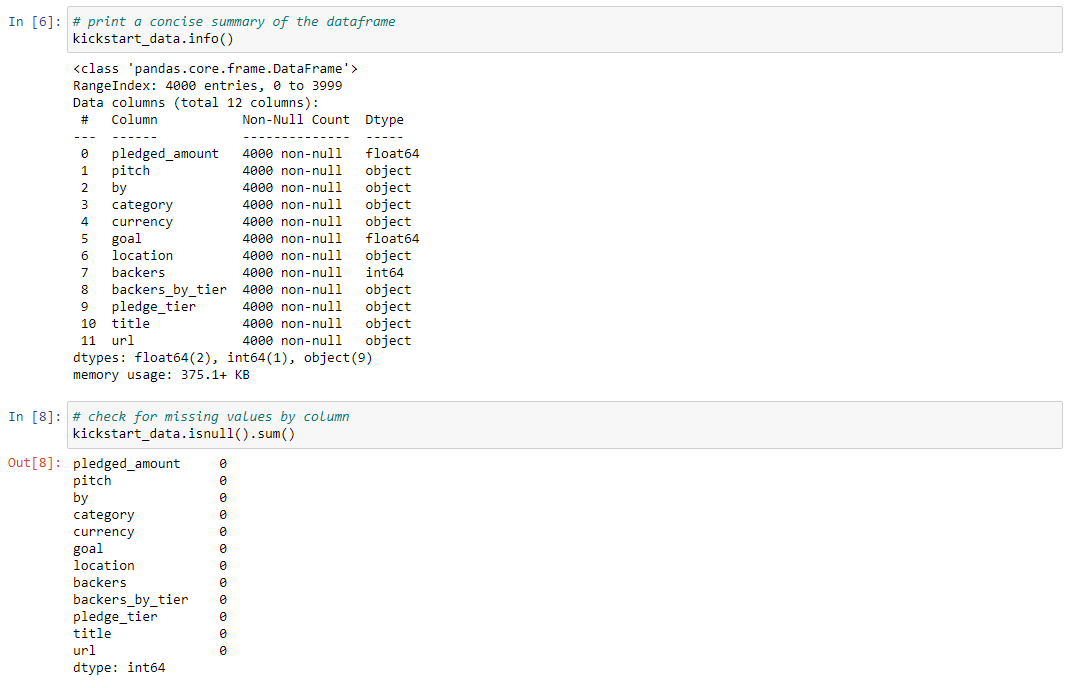 In [6]: # print a concise summary of the dataframe
kickstart_data.info()
<class 'pandas.core.frame.DataFrame'>
RangeIndex: 4000 entries, 0 to 3999
Data columns (total 12 columns):
 #   Column           Non-Null Count  Dtype
---  ------           --------------  -----
 0   pledged_amount   4000 non-null   float64
 1   pitch            4000 non-null   object
 2   by               4000 non-null   object
 3   category         4000 non-null   object
 4   currency         4000 non-null   object
 5   goal             4000 non-null   float64
 6   location         4000 non-null   object
 7   backers          4000 non-null   int64
 8   backers_by_tier  4000 non-null   object
 9   pledge_tier      4000 non-null   object
 10  title            4000 non-null   object
 11  url              4000 non-null   object
dtypes: float64(2), int64(1), object(9)
memory usage: 375.1+ KB
In [8]: # check for missing values by column
kickstart_data.isnull().sum()
Out[8]: pledged_amount     0
pitch              0
by                 0
category           0
currency           0
goal               0
location           0
backers            0
backers_by_tier    0
pledge_tier        0
title              0
url                0
dtype: int64